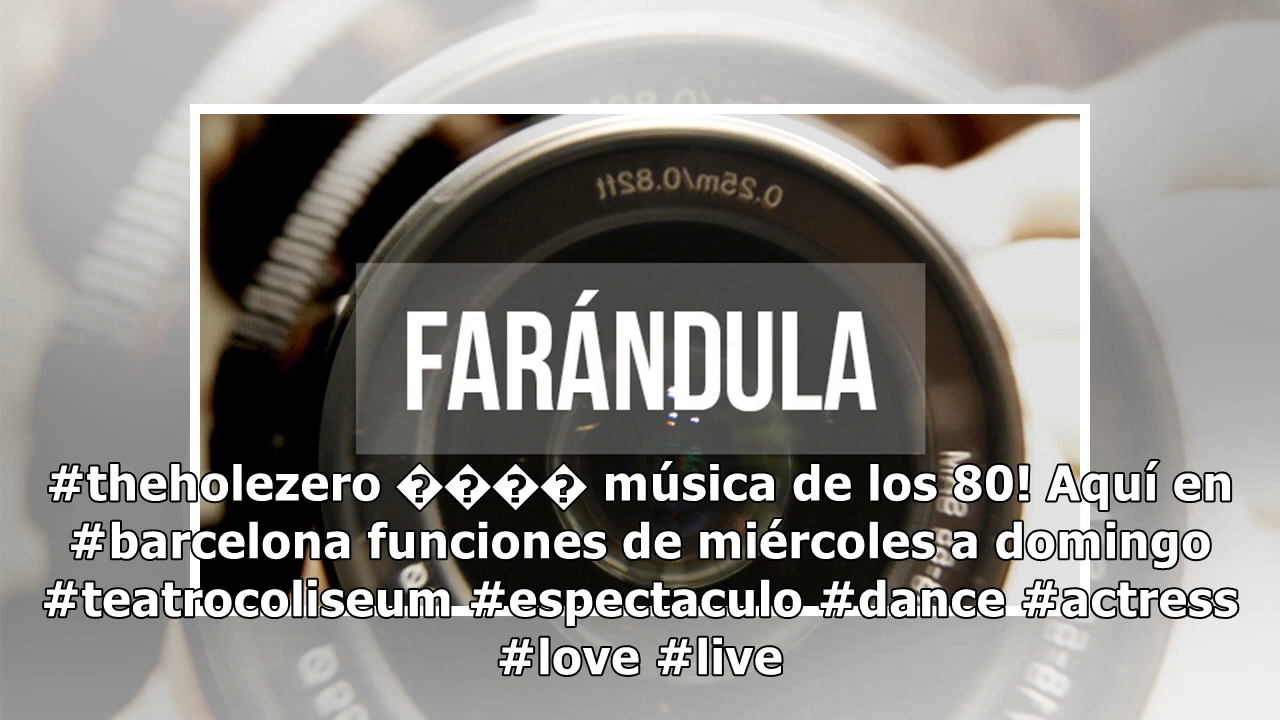 0.25m/0.82ft
FARÁNDULA
#theholezero ���� música de los 80! Aquí en
#barcelona funciones de miércoles a domingo
#teatrocoliseum #espectaculo #dance #actress
#love #live